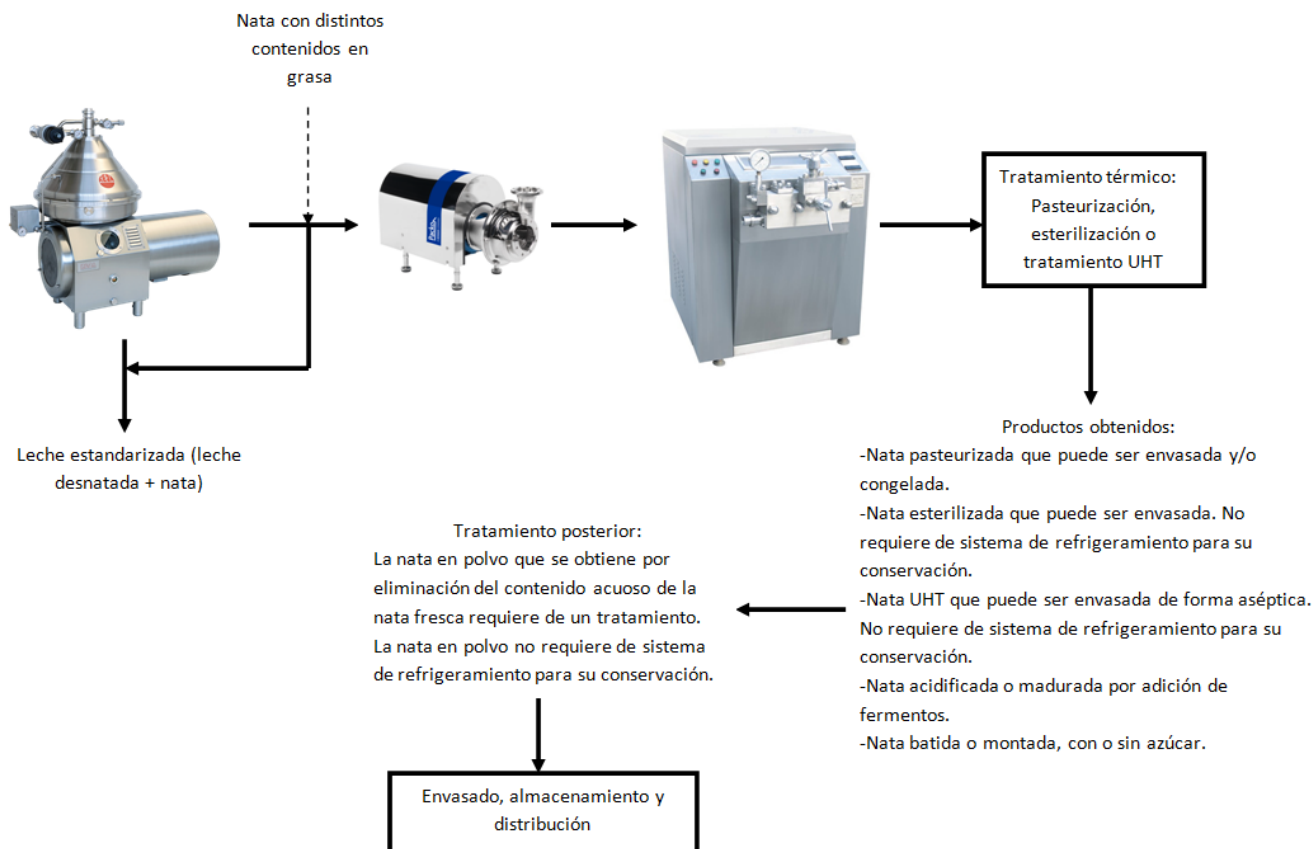 Nata con distintos
contenidos en
grasa
Tratamiento térmico:
Pasteurización,
esterilización o
tratamiento UHT
Leche estandarizada (leche
desnatada + nata)
Productos obtenidos:
-Nata pasteurizada que puede ser envasada y/o
congelada.
-Nata esterilizada que puede ser envasada. No
requiere de sistema de refrigeramiento para su
conservación.
-Nata UHT que puede ser envasada de forma aséptica.
No requiere de sistema de refrigeramiento para su
conservación.
-Nata acidificada o madurada por adición de
fermentos.
-Nata batida o montada, con o sin azúcar.
Tratamiento posterior:
La nata en polvo que se obtiene por
eliminación del contenido acuoso de la
nata fresca requiere de un tratamiento.
La nata en polvo no requiere de sistema
de refrigeramiento para su conservación.
Envasado, almacenamiento y
distribución